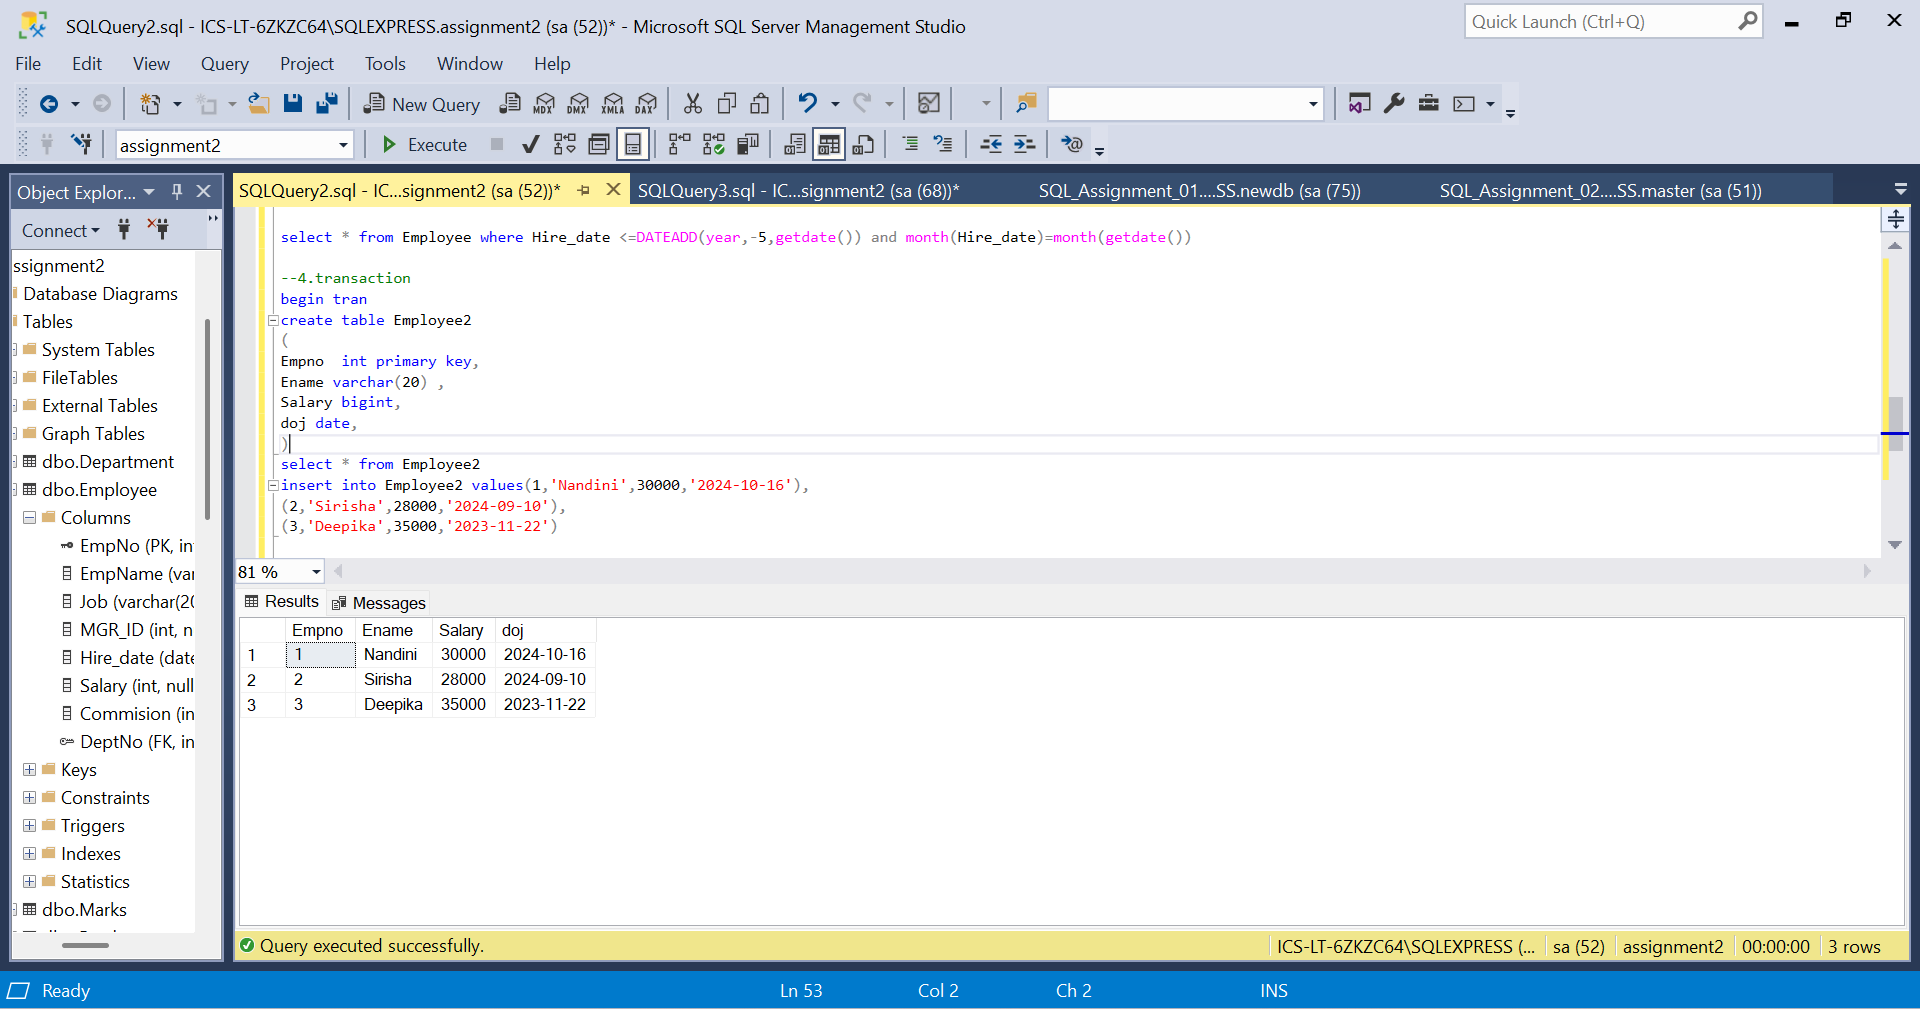 SQLQuery2.sql - ICS-LT-6ZKZC64\SQLEXPRESS.assignment2 (sa (52))* - Microsoft SQL Server Management Studio
Quick Launch (Ctrl+Q)
File Edit View Query Project Tools Window Help
New Query MDX DMX XMLA DAX
assignment2 Execute
Object Explor...
SQLQuery2.sql - IC...signment2 (sa (52))* SQLQuery3.sql - IC...signment2 (sa (68))* SQL_Assignment_01....SS.newdb (sa (75)) SQL_Assignment_02....SS.master (sa (51))
Connect
ssignment2
Database Diagrams
Tables
System Tables
FileTables
External Tables
Graph Tables
dbo.Department
dbo.Employee
Columns
EmpNo (PK, in
EmpName (var
Job (varchar(20
MGR_ID (int, n
Hire_date (date
Salary (int, null
Commision (in
DeptNo (FK, in
Keys
Constraints
Triggers
Indexes
Statistics
dbo.Marks
select * from Employee where Hire_date <=DATEADD(year,-5,getdate()) and month(Hire_date)=month(getdate())
--4.transaction
begin tran
create table Employee2
(
Empno  int primary key,
Ename varchar(20) ,
Salary bigint,
doj date,
)
select * from Employee2
insert into Employee2 values(1,'Nandini',30000,'2024-10-16'),
(2,'Sirisha',28000,'2024-09-10'),
(3,'Deepika',35000,'2023-11-22')
81 %
Results Messages
Empno Ename Salary doj
1 1 Nandini 30000 2024-10-16
2 2 Sirisha 28000 2024-09-10
3 3 Deepika 35000 2023-11-22
Query executed successfully. ICS-LT-6ZKZC64\SQLEXPRESS (... sa (52) assignment2 00:00:00 3 rows
Ready Ln 53 Col 2 Ch 2 INS